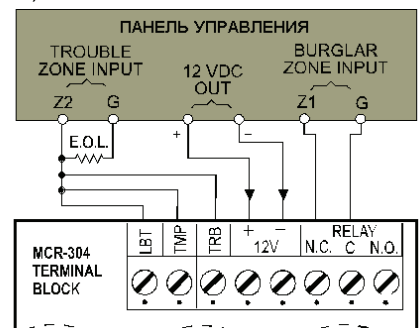 ПАНЕЛЬ УПРАВЛЕНИЯ
TROUBLE
ZONE INPUT
12 VDC
OUT
BURGLAR
ZONE INPUT
Z2 G
Z1 G
E.O.L.
+ −
MCR-304
TERMINAL
BLOCK
LBT
TMP
TRB
+ −
12V
RELAY
N.C. C N.O.